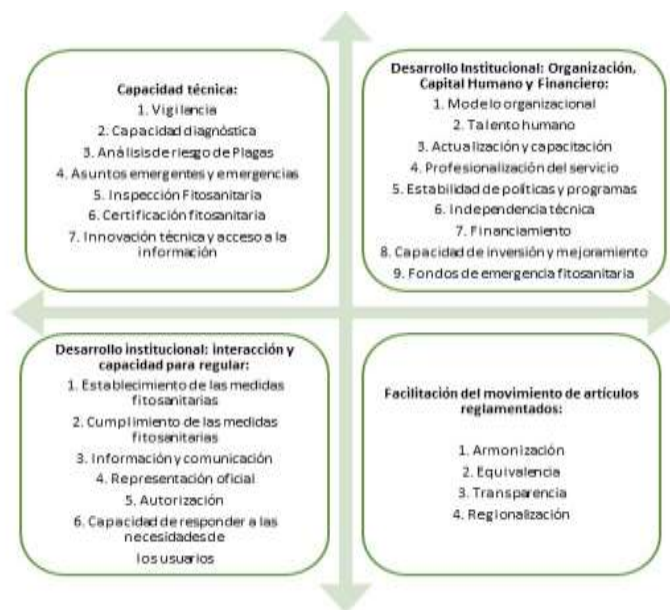 Capacidad técnica:
1. Vigilancia
2. Capacidad diagnóstica
3. Análisis de riesgo de Plagas
4. Asuntos emergentes y emergencias
5. Inspección Fitosanitaria
6. Certificación fitosanitaria
7. Innovación técnica y acceso a la
información
Desarrollo Institucional: Organización,
Capital Humano y Financiero:
1. Modelo organizacional
2. Talento humano
3. Actualización y capacitación
4. Profesionalización del servicio
5. Estabilidad de políticas y programas
6. Independencia técnica
7. Financiamiento
8. Capacidad de inversión y mejoramiento
9. Fondos de emergencia fitosanitaria
Desarrollo institucional: interacción y
capacidad para regular:
1. Establecimiento de las medidas
fitosanitarias
2. Cumplimiento de las medidas
fitosanitarias
3. Información y comunicación
4. Representación oficial
5. Autorización
6. Capacidad de responder a las
necesidades de
los usuarios
Facilitación del movimiento de artículos
reglamentados:
1. Armonización
2. Equivalencia
3. Transparencia
4. Regionalización